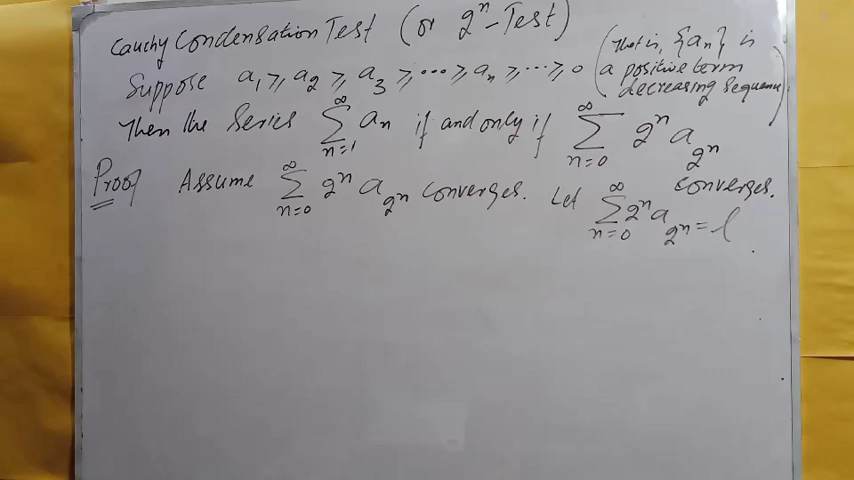 Cauchy Condensation Test (or 2ⁿ-Test)
Suppose a₁ ≥, a₂ ≥, a₃ ≥, ... ≥, aₙ ≥, ... ≥, 0 (That is, {aₙ} is a positive term decreasing sequence)
Then the Series ∑_{n=1}^{∞} aₙ if and only if ∑_{n=0}^{∞} 2ⁿ a_{2ⁿ} converges.
Proof Assume ∑_{n=0}^{∞} 2ⁿ a_{2ⁿ} converges. Let ∑_{n=0}^{∞} 2ⁿ a_{2ⁿ} = l